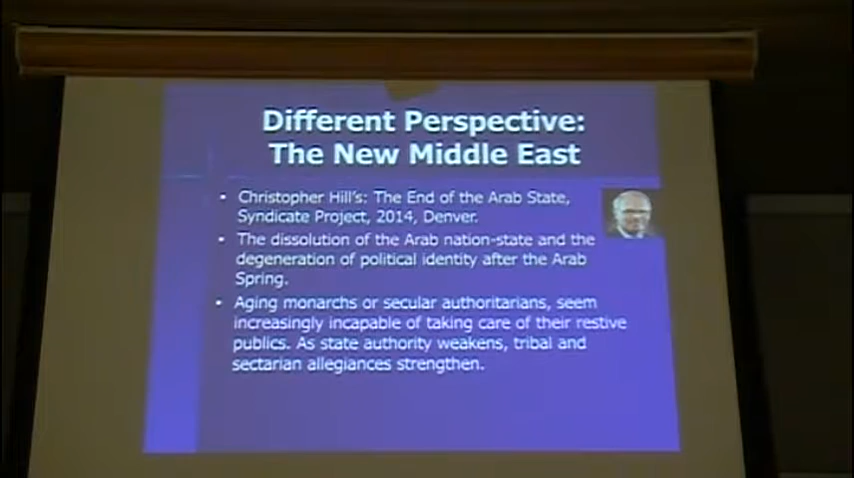 Different Perspective:
The New Middle East
• Christopher Hill's: The End of the Arab State,
Syndicate Project, 2014, Denver.
• The dissolution of the Arab nation-state and the
degeneration of political identity after the Arab
Spring.
• Aging monarchs or secular authoritarians, seem
increasingly incapable of taking care of their restive
publics. As state authority weakens, tribal and
sectarian allegiances strengthen.